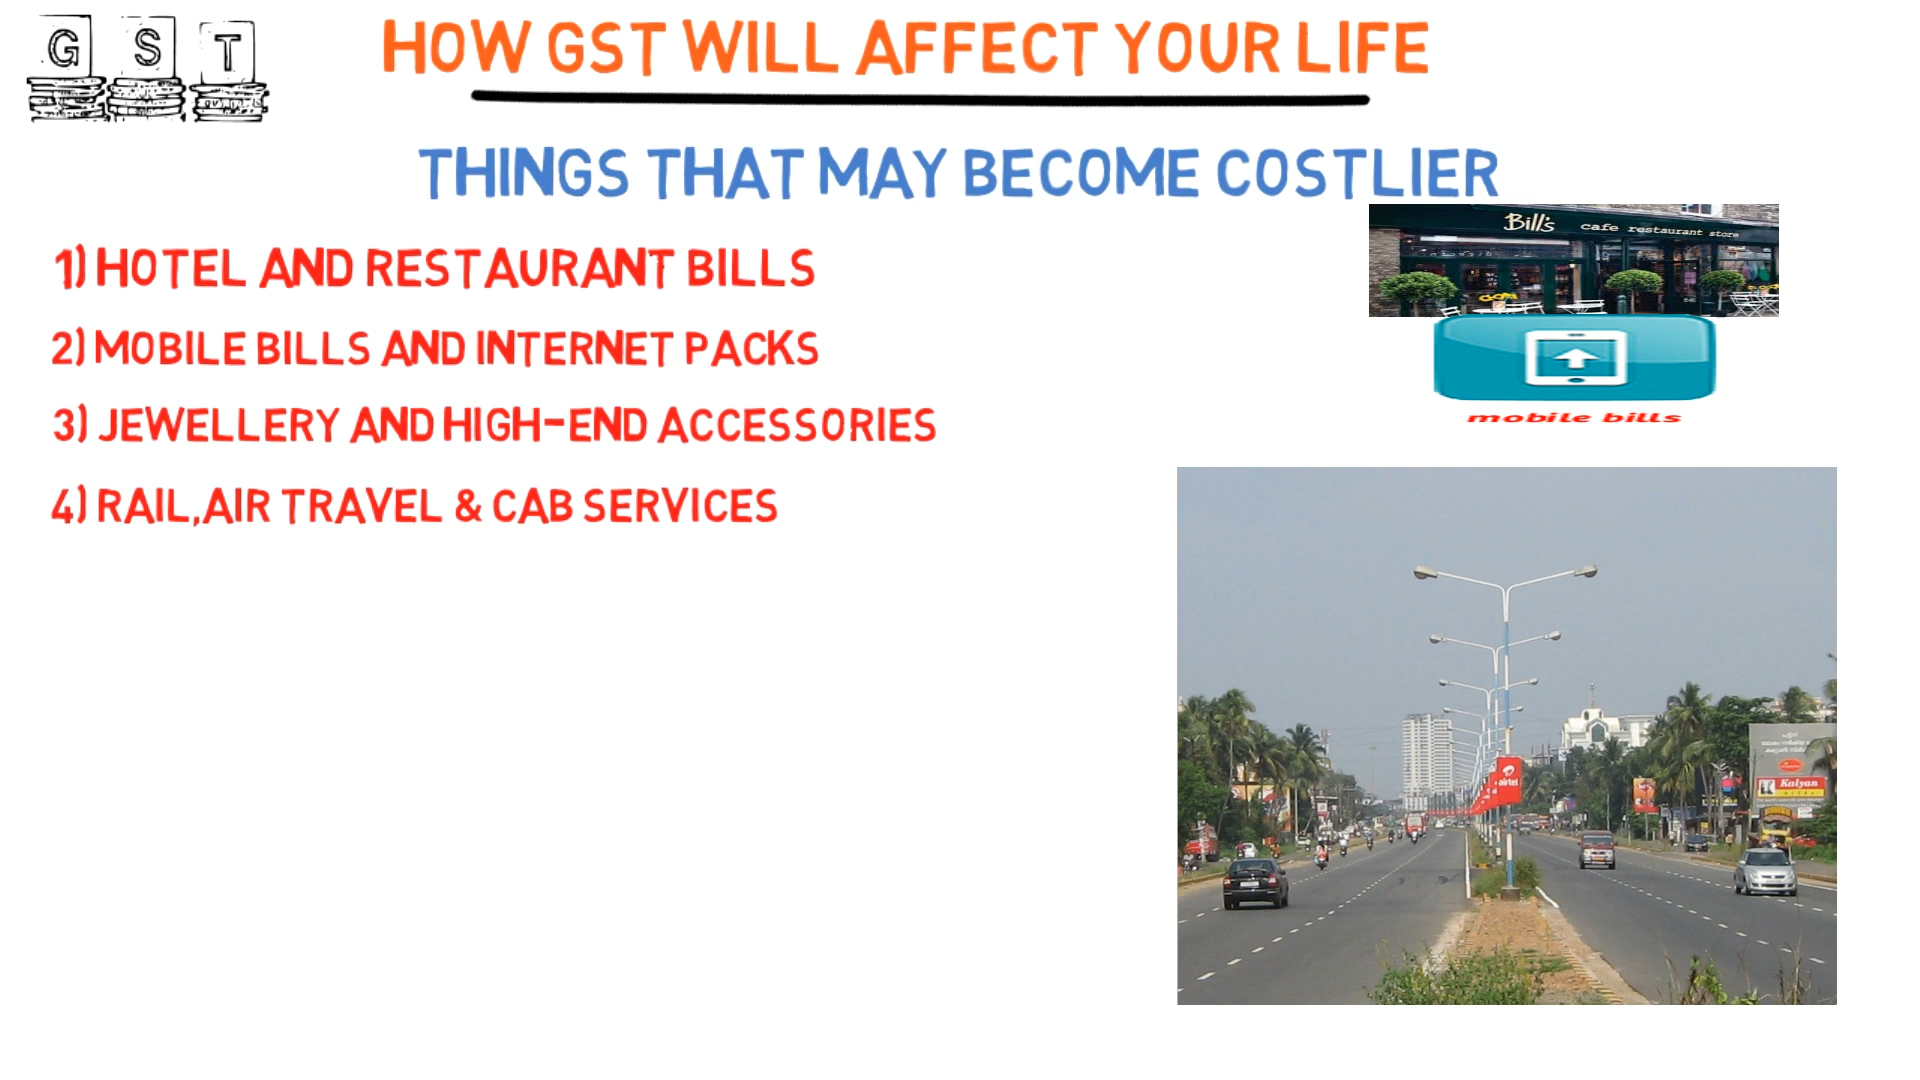 G S T
HOW GST WILL AFFECT YOUR LIFE
THINGS THAT MAY BECOME COSTLIER
1) HOTEL AND RESTAURANT BILLS
2) MOBILE BILLS AND INTERNET PACKS
3) JEWELLERY AND HIGH-END ACCESSORIES
4) RAIL,AIR TRAVEL & CAB SERVICES
Bill's cafe restaurant store
mobile bills
airtel
Kalyan